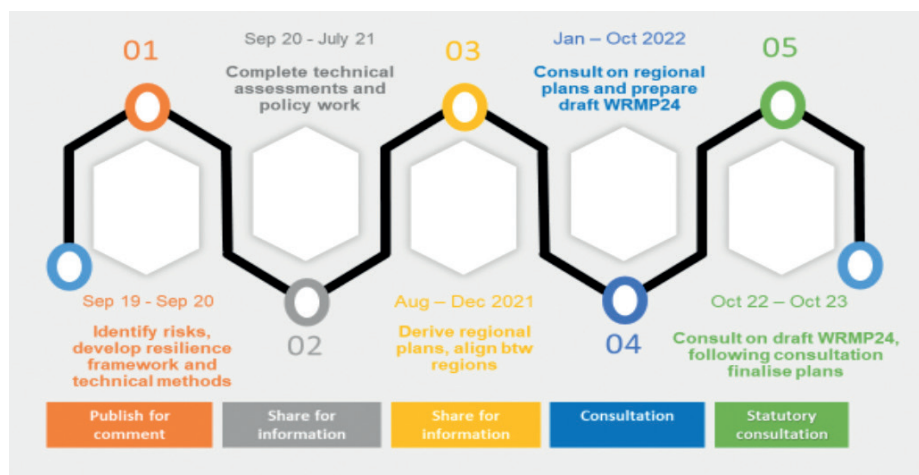 01
Sep 19 - Sep 20
Identify risks,
develop resilience
framework and
technical methods
Publish for
comment
Sep 20 - July 21
Complete technical
assessments and
policy work
02
Share for
information
03
Aug – Dec 2021
Derive regional
plans, align btw
regions
Share for
information
Jan – Oct 2022
Consult on regional
plans and prepare
draft WRMP24
04
Consultation
05
Oct 22 – Oct 23
Consult on draft WRMP24,
following consultation
finalise plans
Statutory
consultation